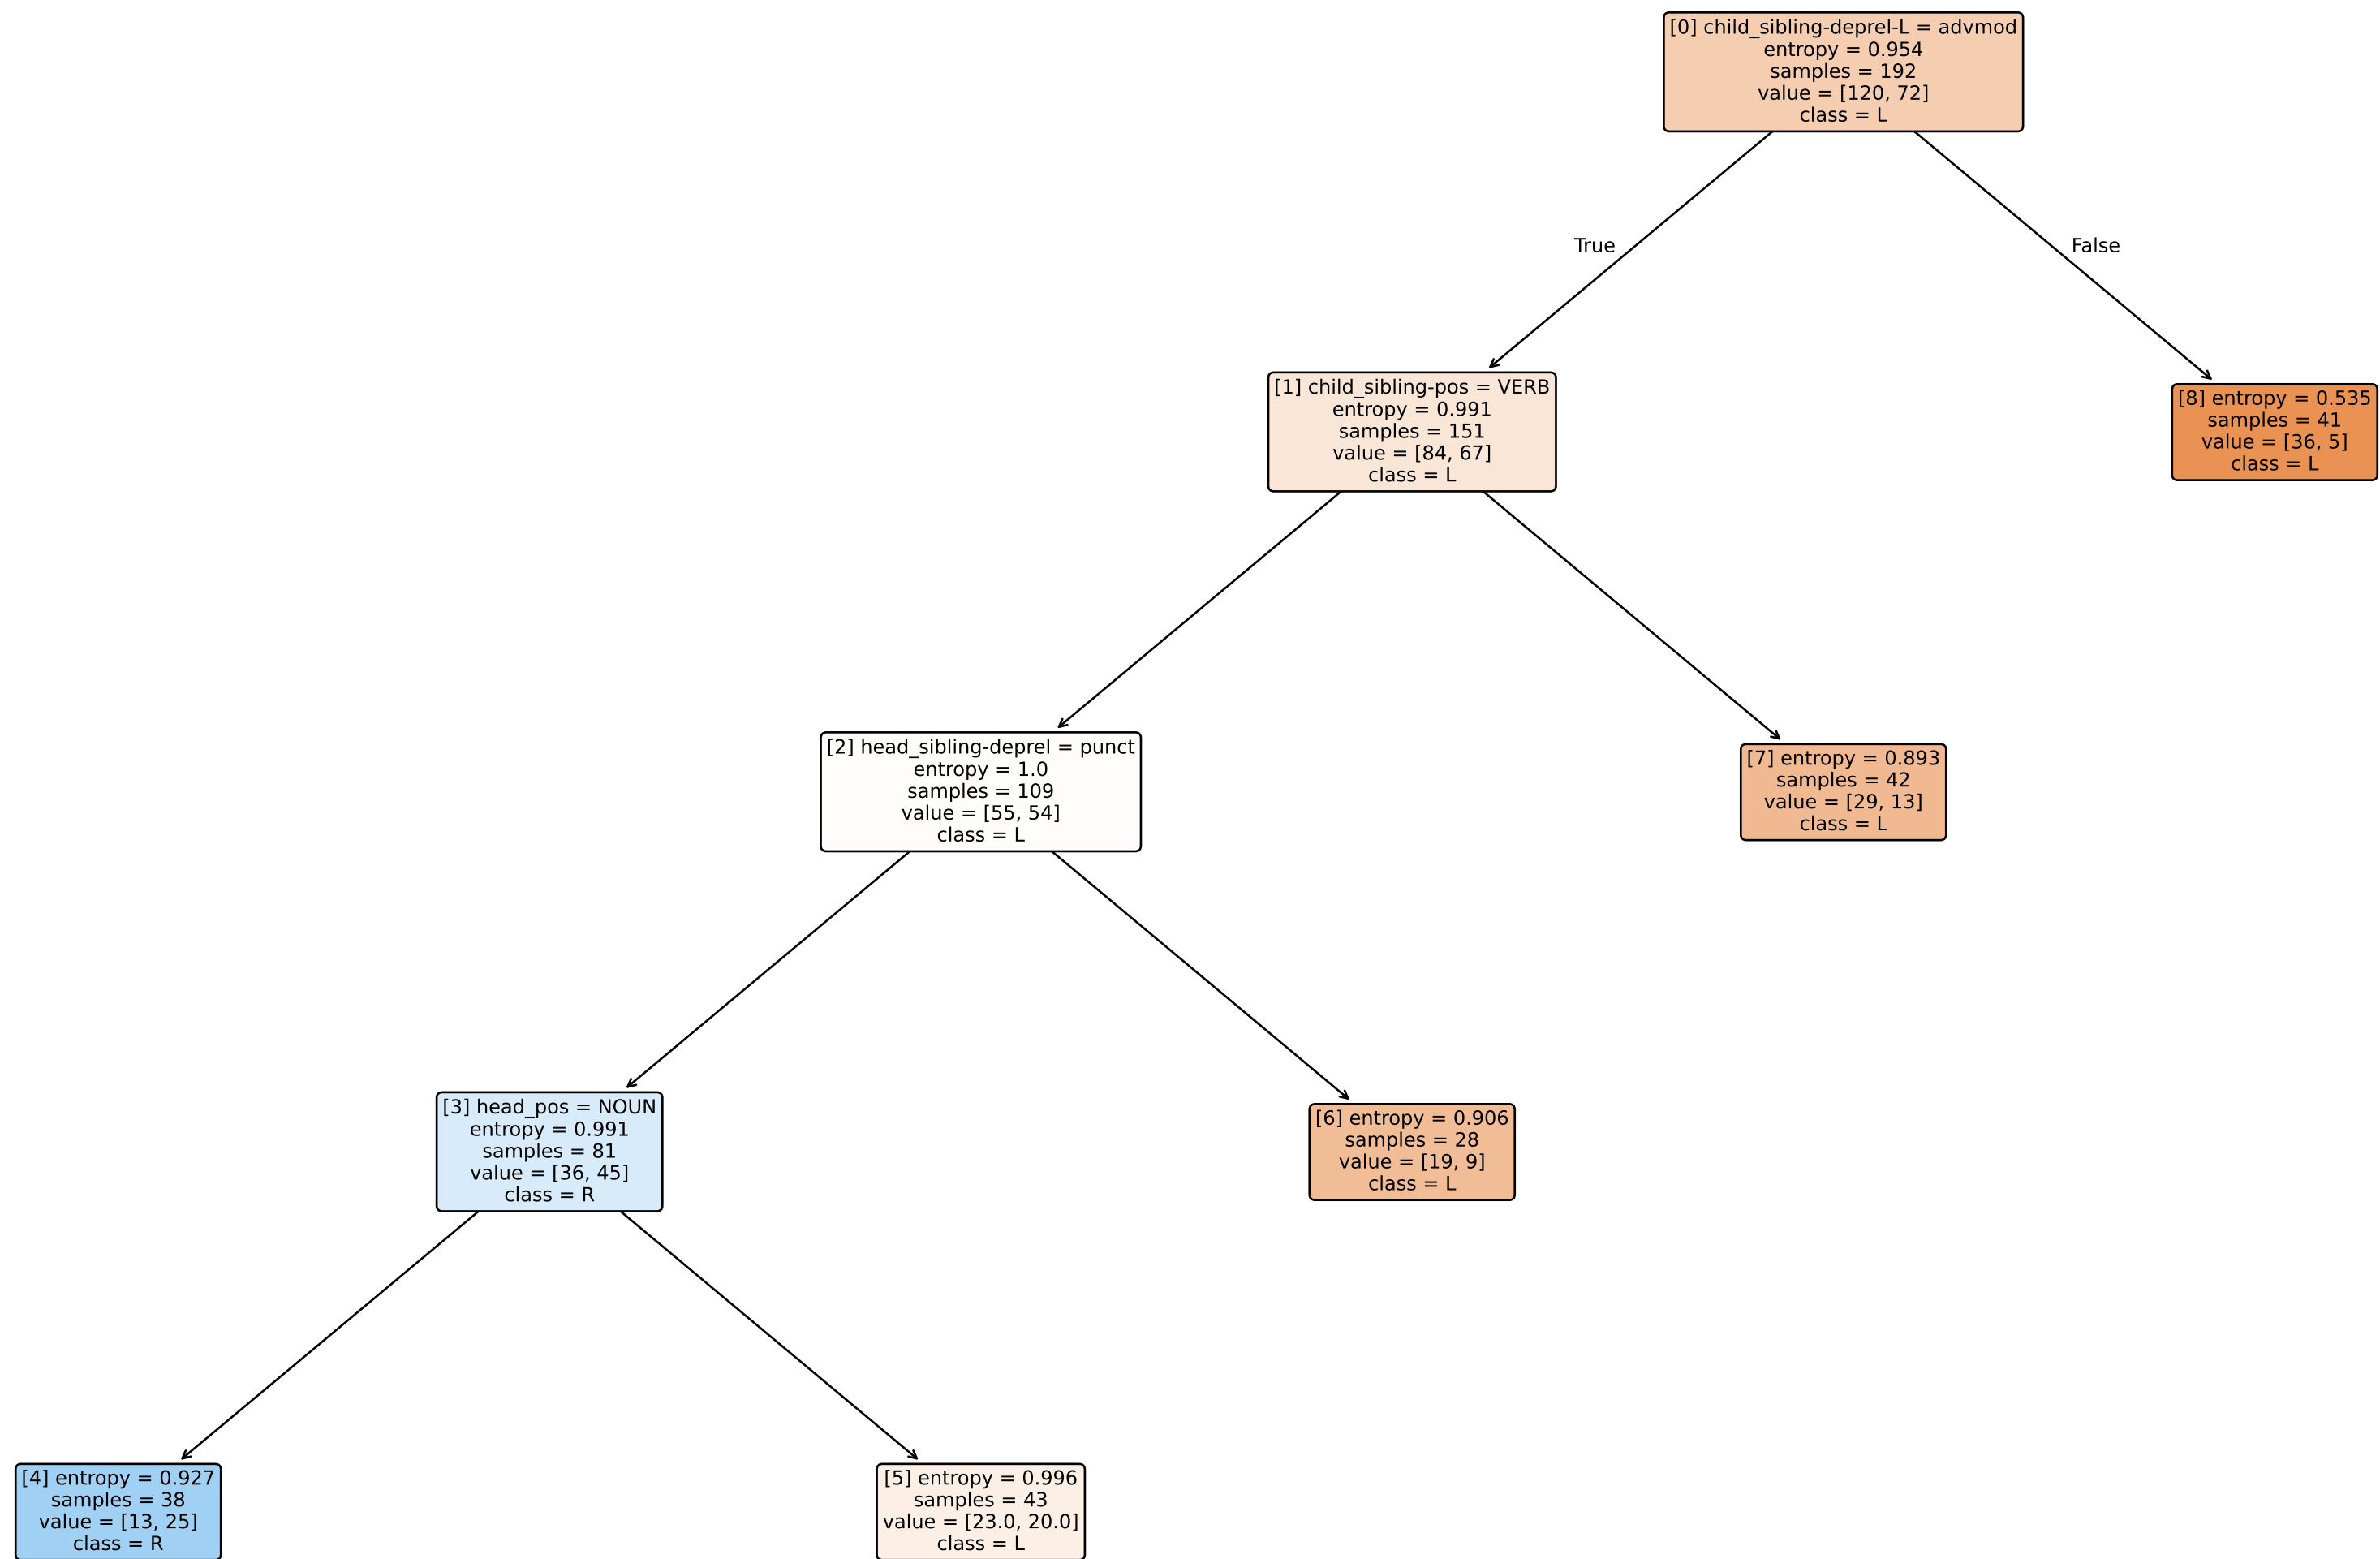 [0] child_sibling-deprel-L = advmod
entropy = 0.954
samples = 192
value = [120, 72]
class = L
True
False
[1] child_sibling-pos = VERB
entropy = 0.991
samples = 151
value = [84, 67]
class = L
[8] entropy = 0.535
samples = 41
value = [36, 5]
class = L
[2] head_sibling-deprel = punct
entropy = 1.0
samples = 109
value = [55, 54]
class = L
[7] entropy = 0.893
samples = 42
value = [29, 13]
class = L
[3] head_pos = NOUN
entropy = 0.991
samples = 81
value = [36, 45]
class = R
[6] entropy = 0.906
samples = 28
value = [19, 9]
class = L
[4] entropy = 0.927
samples = 38
value = [13, 25]
class = R
[5] entropy = 0.996
samples = 43
value = [23.0, 20.0]
class = L